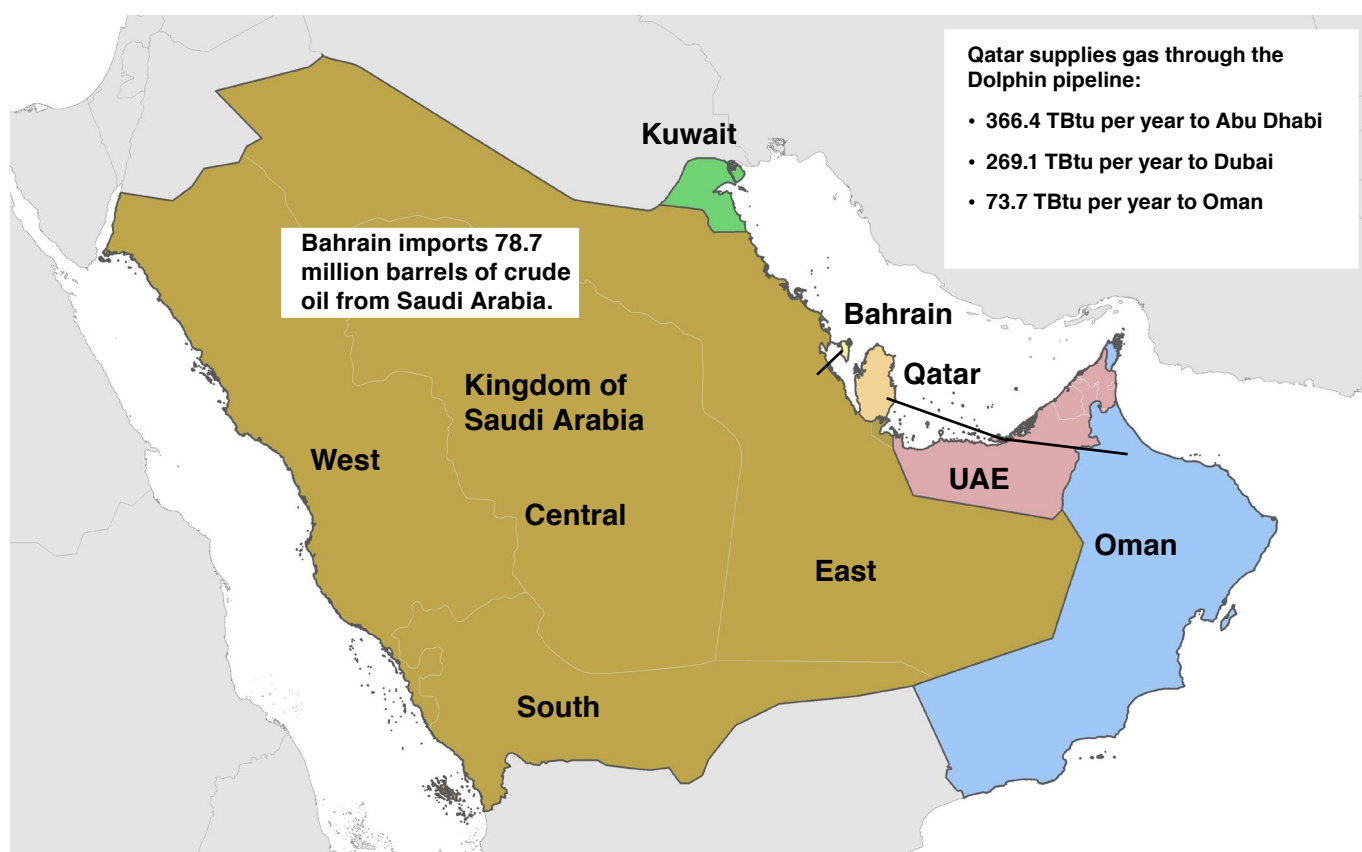 Qatar supplies gas through the
Dolphin pipeline:
• 366.4 TBtu per year to Abu Dhabi
• 269.1 TBtu per year to Dubai
• 73.7 TBtu per year to Oman
Kuwait
Bahrain imports 78.7
million barrels of crude
oil from Saudi Arabia.
Bahrain
Qatar
Kingdom of
Saudi Arabia
West
UAE
Central
Oman
East
South